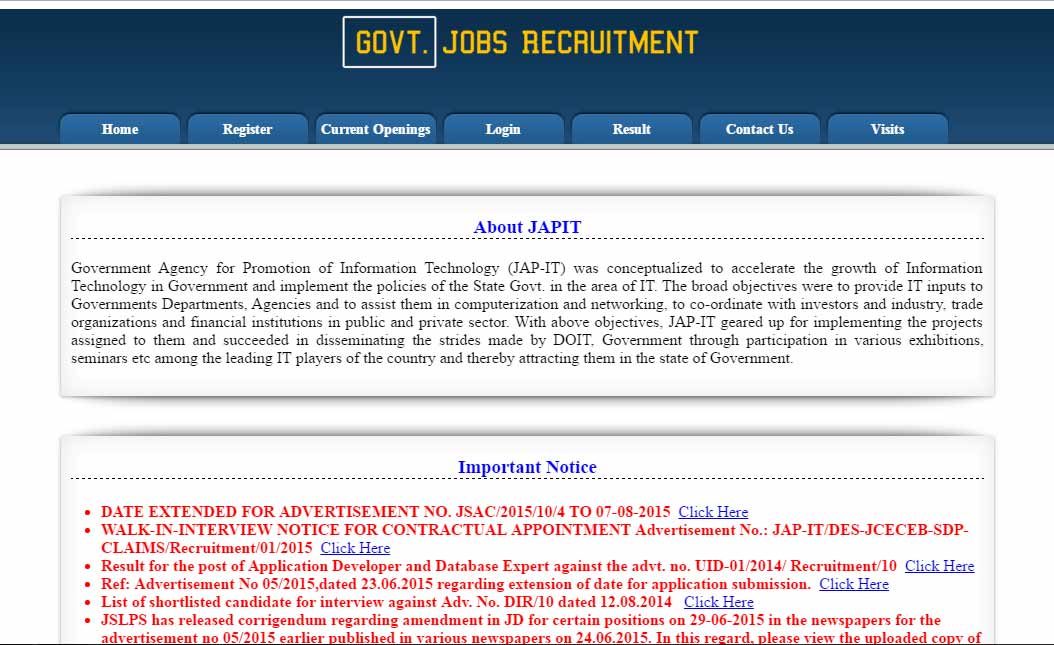 GOVT. JOBS RECRUITMENT
Home Register Current Openings Login Result Contact Us Visits
About JAPIT
Government Agency for Promotion of Information Technology (JAP-IT) was conceptualized to accelerate the growth of Information
Technology in Government and implement the policies of the State Govt. in the area of IT. The broad objectives were to provide IT inputs to
Governments Departments, Agencies and to assist them in computerization and networking, to co-ordinate with investors and industry, trade
organizations and financial institutions in public and private sector. With above objectives, JAP-IT geared up for implementing the projects
assigned to them and succeeded in disseminating the strides made by DOIT, Government through participation in various exhibitions,
seminars etc among the leading IT players of the country and thereby attracting them in the state of Government.
Important Notice
• DATE EXTENDED FOR ADVERTISEMENT NO. JSAC/2015/10/4 TO 07-08-2015 Click Here
• WALK-IN-INTERVIEW NOTICE FOR CONTRACTUAL APPOINTMENT Advertisement No.: JAP-IT/DES-JCECEB-SDP-
CLAIMS/Recruitment/01/2015 Click Here
• Result for the post of Application Developer and Database Expert against the advt. no. UID-01/2014/ Recruitment/10 Click Here
• Ref: Advertisement No 05/2015,dated 23.06.2015 regarding extension of date for application submission. Click Here
• List of shortlisted candidate for interview against Adv. No. DIR/10 dated 12.08.2014 Click Here
• JSLPS has released corrigendum regarding amendment in JD for certain positions on 29-06-2015 in the newspapers for the
advertisement no 05/2015 earlier published in various newspapers on 24.06.2015. In this regard, please view the uploaded copy of